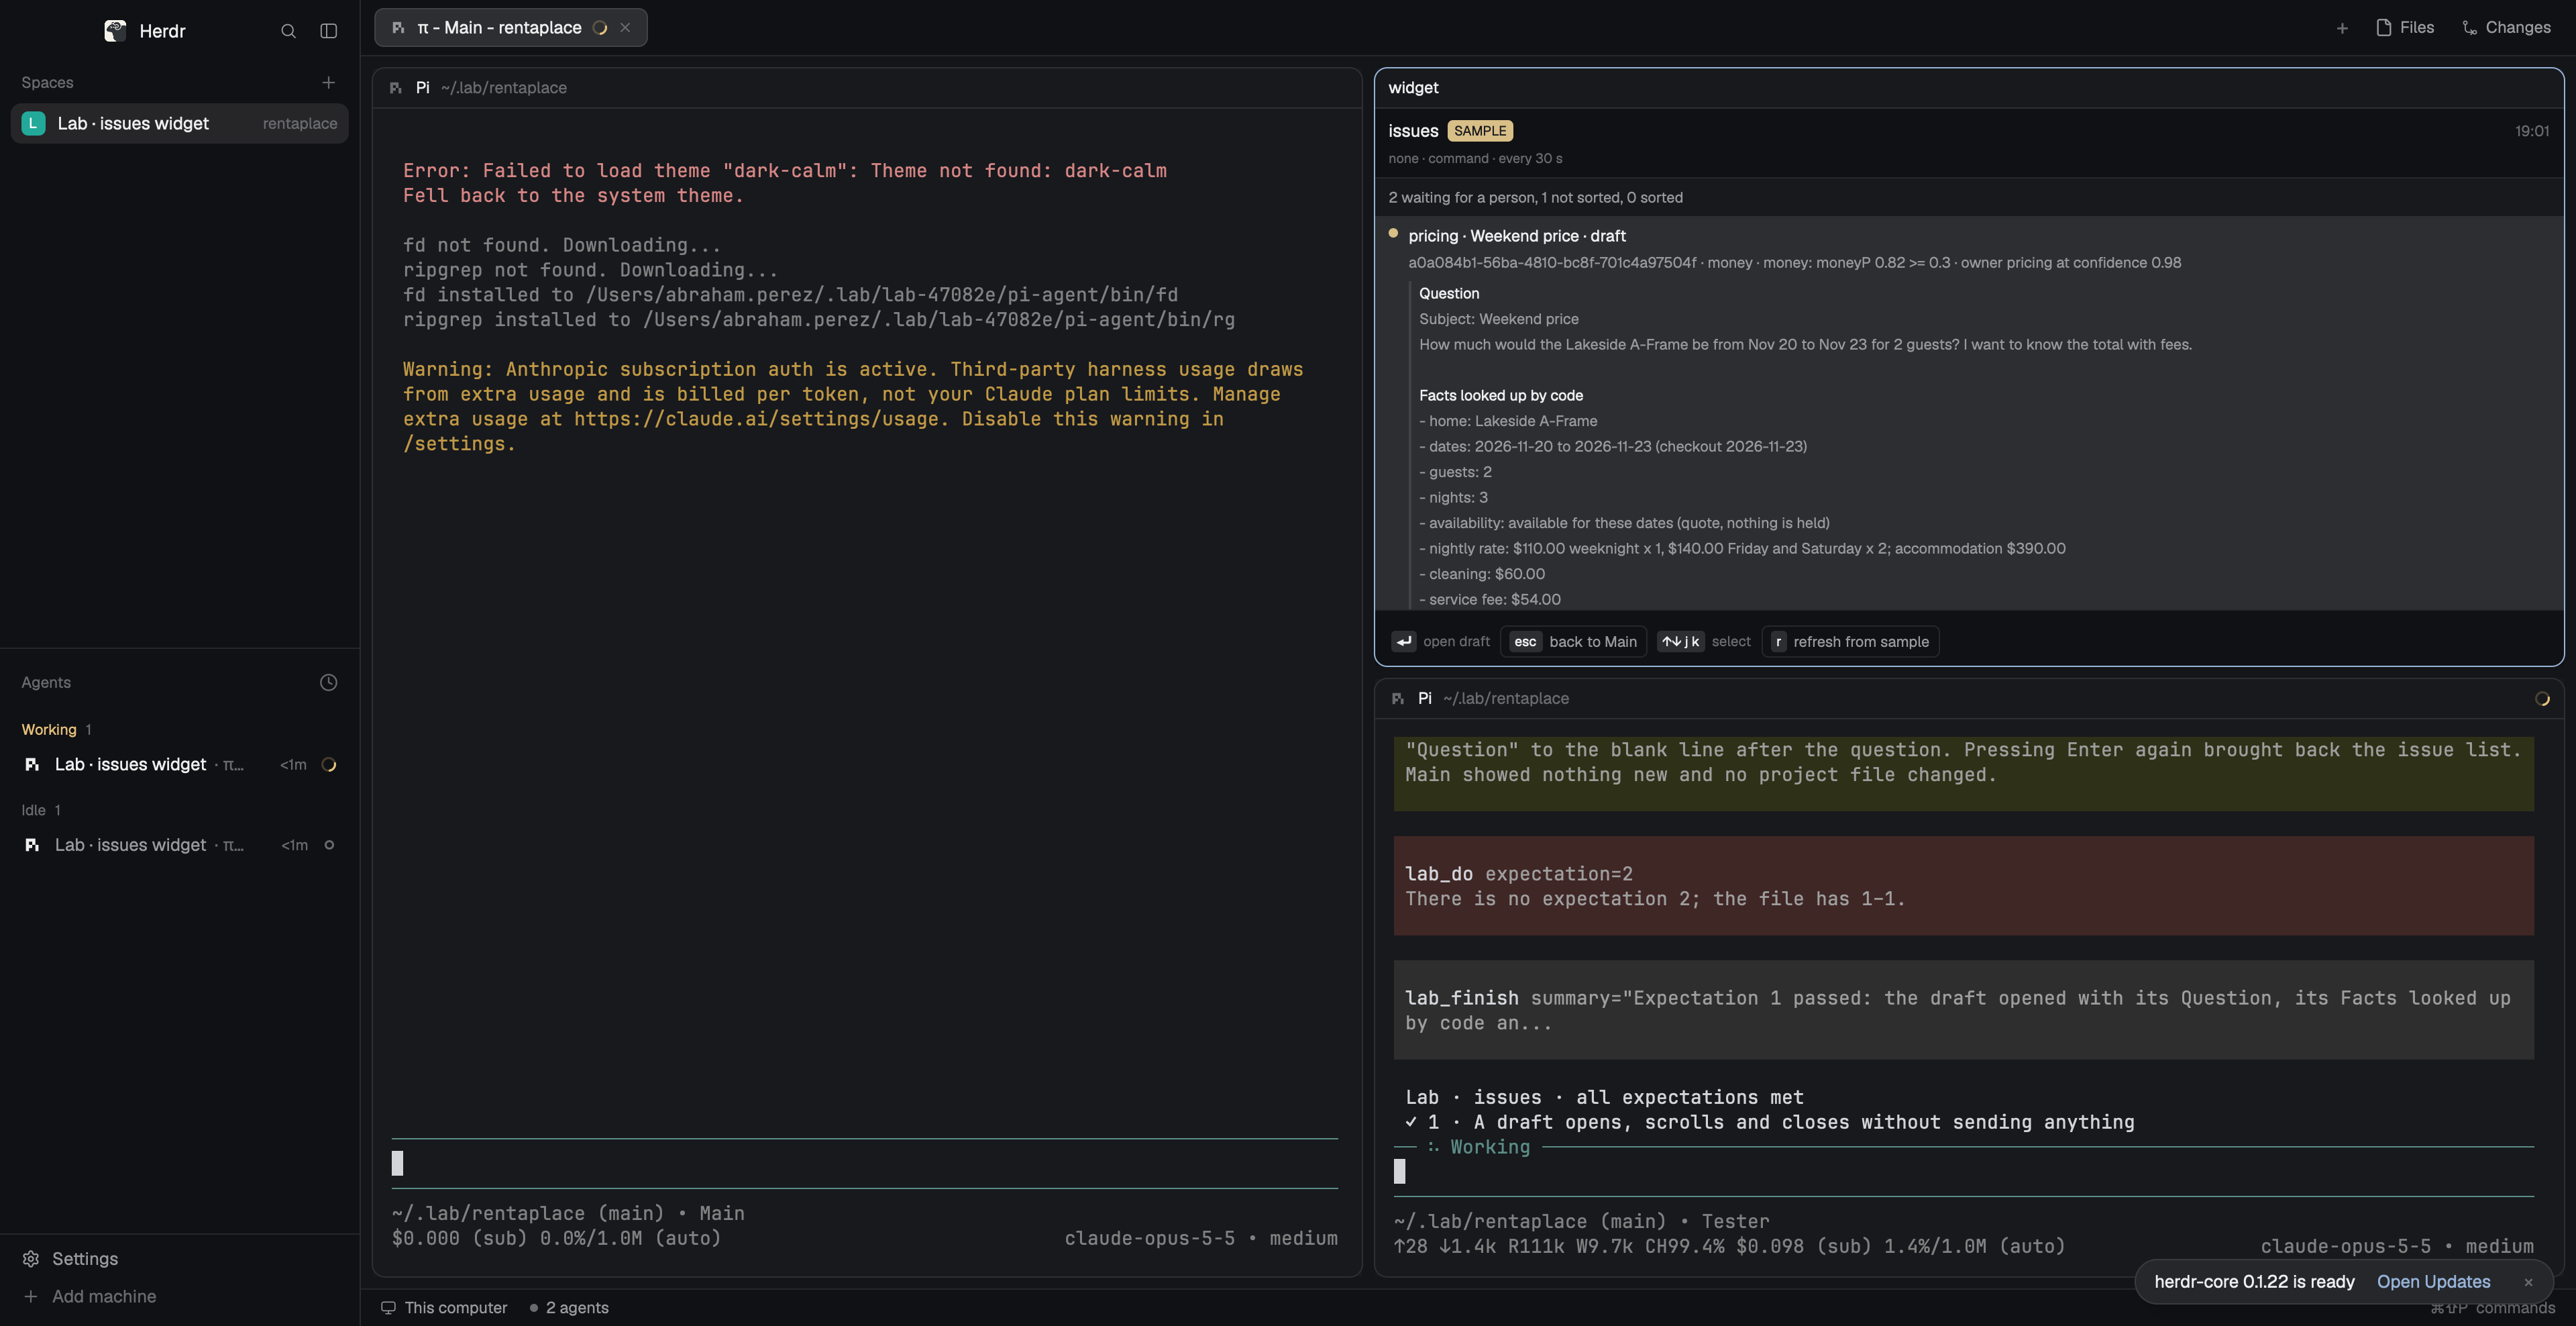 Herdr
Spaces
L Lab · issues widget rentaplace
Agents
Working 1
Lab · issues widget · π... <1m
Idle 1
Lab · issues widget · π... <1m
Settings
Add machine
π - Main - rentaplace
Files
Changes
Pi ~/.lab/rentaplace
Error: Failed to load theme "dark-calm": Theme not found: dark-calm
Fell back to the system theme.
fd not found. Downloading...
ripgrep not found. Downloading...
fd installed to /Users/abraham.perez/.lab/lab-47082e/pi-agent/bin/fd
ripgrep installed to /Users/abraham.perez/.lab/lab-47082e/pi-agent/bin/rg
Warning: Anthropic subscription auth is active. Third-party harness usage draws
from extra usage and is billed per token, not your Claude plan limits. Manage
extra usage at https://claude.ai/settings/usage. Disable this warning in
/settings.
~/.lab/rentaplace (main) • Main
$0.000 (sub) 0.0%/1.0M (auto) claude-opus-5-5 • medium
widget
issues SAMPLE 19:01
none · command · every 30 s
2 waiting for a person, 1 not sorted, 0 sorted
pricing · Weekend price · draft
a0a084b1-56ba-4810-bc8f-701c4a97504f · money · money: moneyP 0.82 >= 0.3 · owner pricing at confidence 0.98
Question
Subject: Weekend price
How much would the Lakeside A-Frame be from Nov 20 to Nov 23 for 2 guests? I want to know the total with fees.
Facts looked up by code
- home: Lakeside A-Frame
- dates: 2026-11-20 to 2026-11-23 (checkout 2026-11-23)
- guests: 2
- nights: 3
- availability: available for these dates (quote, nothing is held)
- nightly rate: $110.00 weeknight x 1, $140.00 Friday and Saturday x 2; accommodation $390.00
- cleaning: $60.00
- service fee: $54.00
↵ open draft esc back to Main ↑↓ j k select r refresh from sample
Pi ~/.lab/rentaplace
"Question" to the blank line after the question. Pressing Enter again brought back the issue list.
Main showed nothing new and no project file changed.
lab_do expectation=2
There is no expectation 2; the file has 1-1.
lab_finish summary="Expectation 1 passed: the draft opened with its Question, its Facts looked up
by code an...
Lab · issues · all expectations met
✓ 1 · A draft opens, scrolls and closes without sending anything
Working
~/.lab/rentaplace (main) • Tester
↑28 ↓1.4k R111k W9.7k CH99.4% $0.098 (sub) 1.4%/1.0M (auto) claude-opus-5-5 • medium
herdr-core 0.1.22 is ready Open Updates ×
This computer
2 agents
⌘⇧P commands